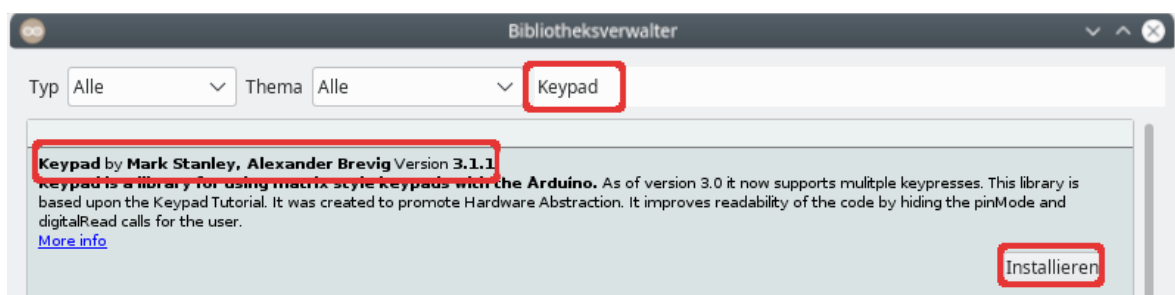 Bibliotheksverwalter
Typ Alle Thema Alle Keypad
Keypad by Mark Stanley, Alexander Brevig Version 3.1.1
Keypad is a library for using matrix style keypads with the Arduino. As of version 3.0 it now supports mulitple keypresses. This library is
based upon the Keypad Tutorial. It was created to promote Hardware Abstraction. It improves readability of the code by hiding the pinMode and
digitalRead calls for the user.
More info
Installieren